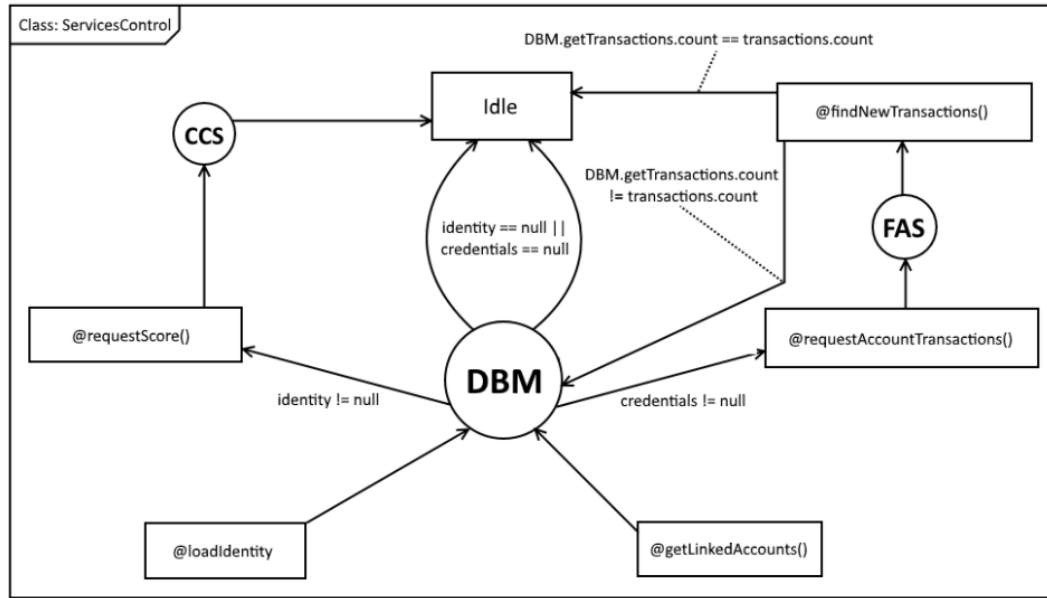 Class: ServicesControl
DBM.getTransactions.count == transactions.count
Idle
@findNewTransactions()
CCS
DBM.getTransactions.count
!= transactions.count
identity == null ||
credentials == null
FAS
@requestScore()
@requestAccountTransactions()
DBM
identity != null
credentials != null
@loadIdentity
@getLinkedAccounts()